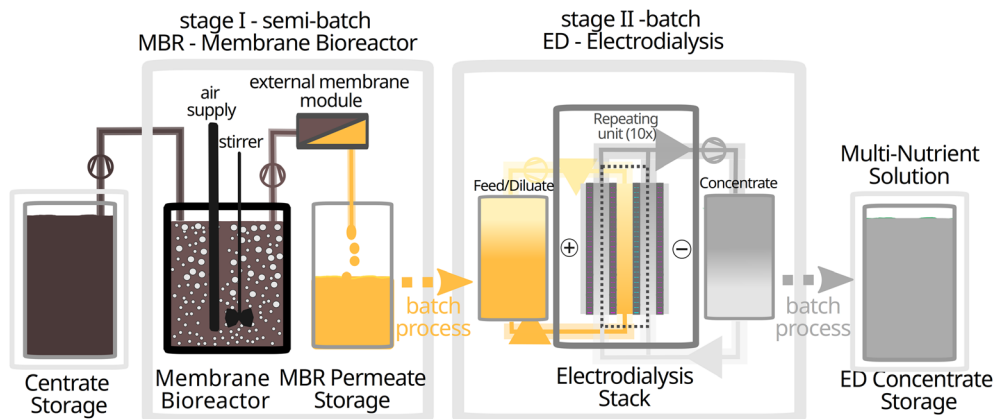 stage I - semi-batch
MBR - Membrane Bioreactor
stage II -batch
ED - Electrodialysis
air
supply
stirrer
external membrane
module
Repeating
unit (10x)
Feed/Diluate
Concentrate
+
−
Multi-Nutrient
Solution
batch
process
batch
process
Centrate
Storage
Membrane
Bioreactor
MBR Permeate
Storage
Electrodialysis
Stack
ED Concentrate
Storage